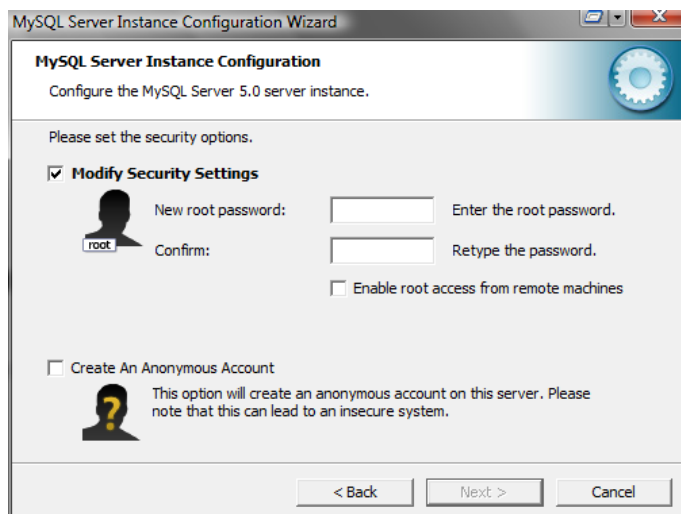 MySQL Server Instance Configuration Wizard
MySQL Server Instance Configuration
Configure the MySQL Server 5.0 server instance.
Please set the security options.
Modify Security Settings
New root password: Enter the root password.
root
Confirm: Retype the password.
Enable root access from remote machines
Create An Anonymous Account
This option will create an anonymous account on this server. Please
note that this can lead to an insecure system.
< Back Next > Cancel